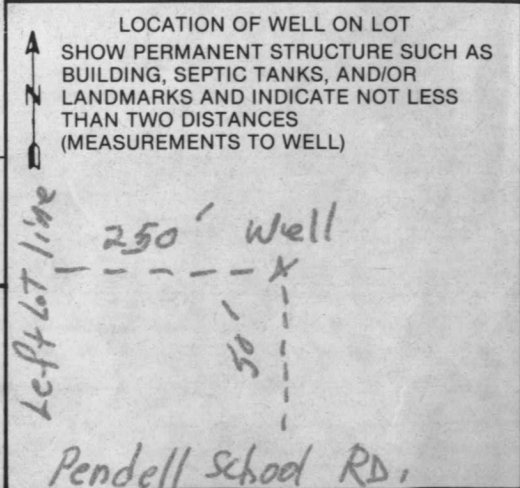 LOCATION OF WELL ON LOT
SHOW PERMANENT STRUCTURE SUCH AS
BUILDING, SEPTIC TANKS, AND/OR
N LANDMARKS AND INDICATE NOT LESS
THAN TWO DISTANCES
(MEASUREMENTS TO WELL)
Left Lot line
250' Well
X
50'
Pendell School RD.